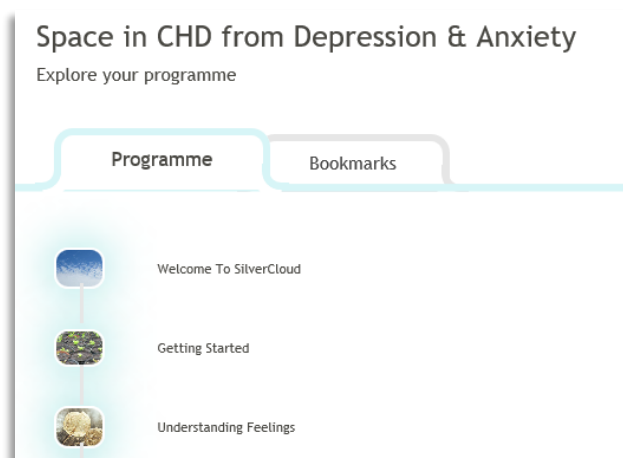 Space in CHD from Depression & Anxiety
Explore your programme
Programme
Bookmarks
Welcome To SilverCloud
Getting Started
Understanding Feelings